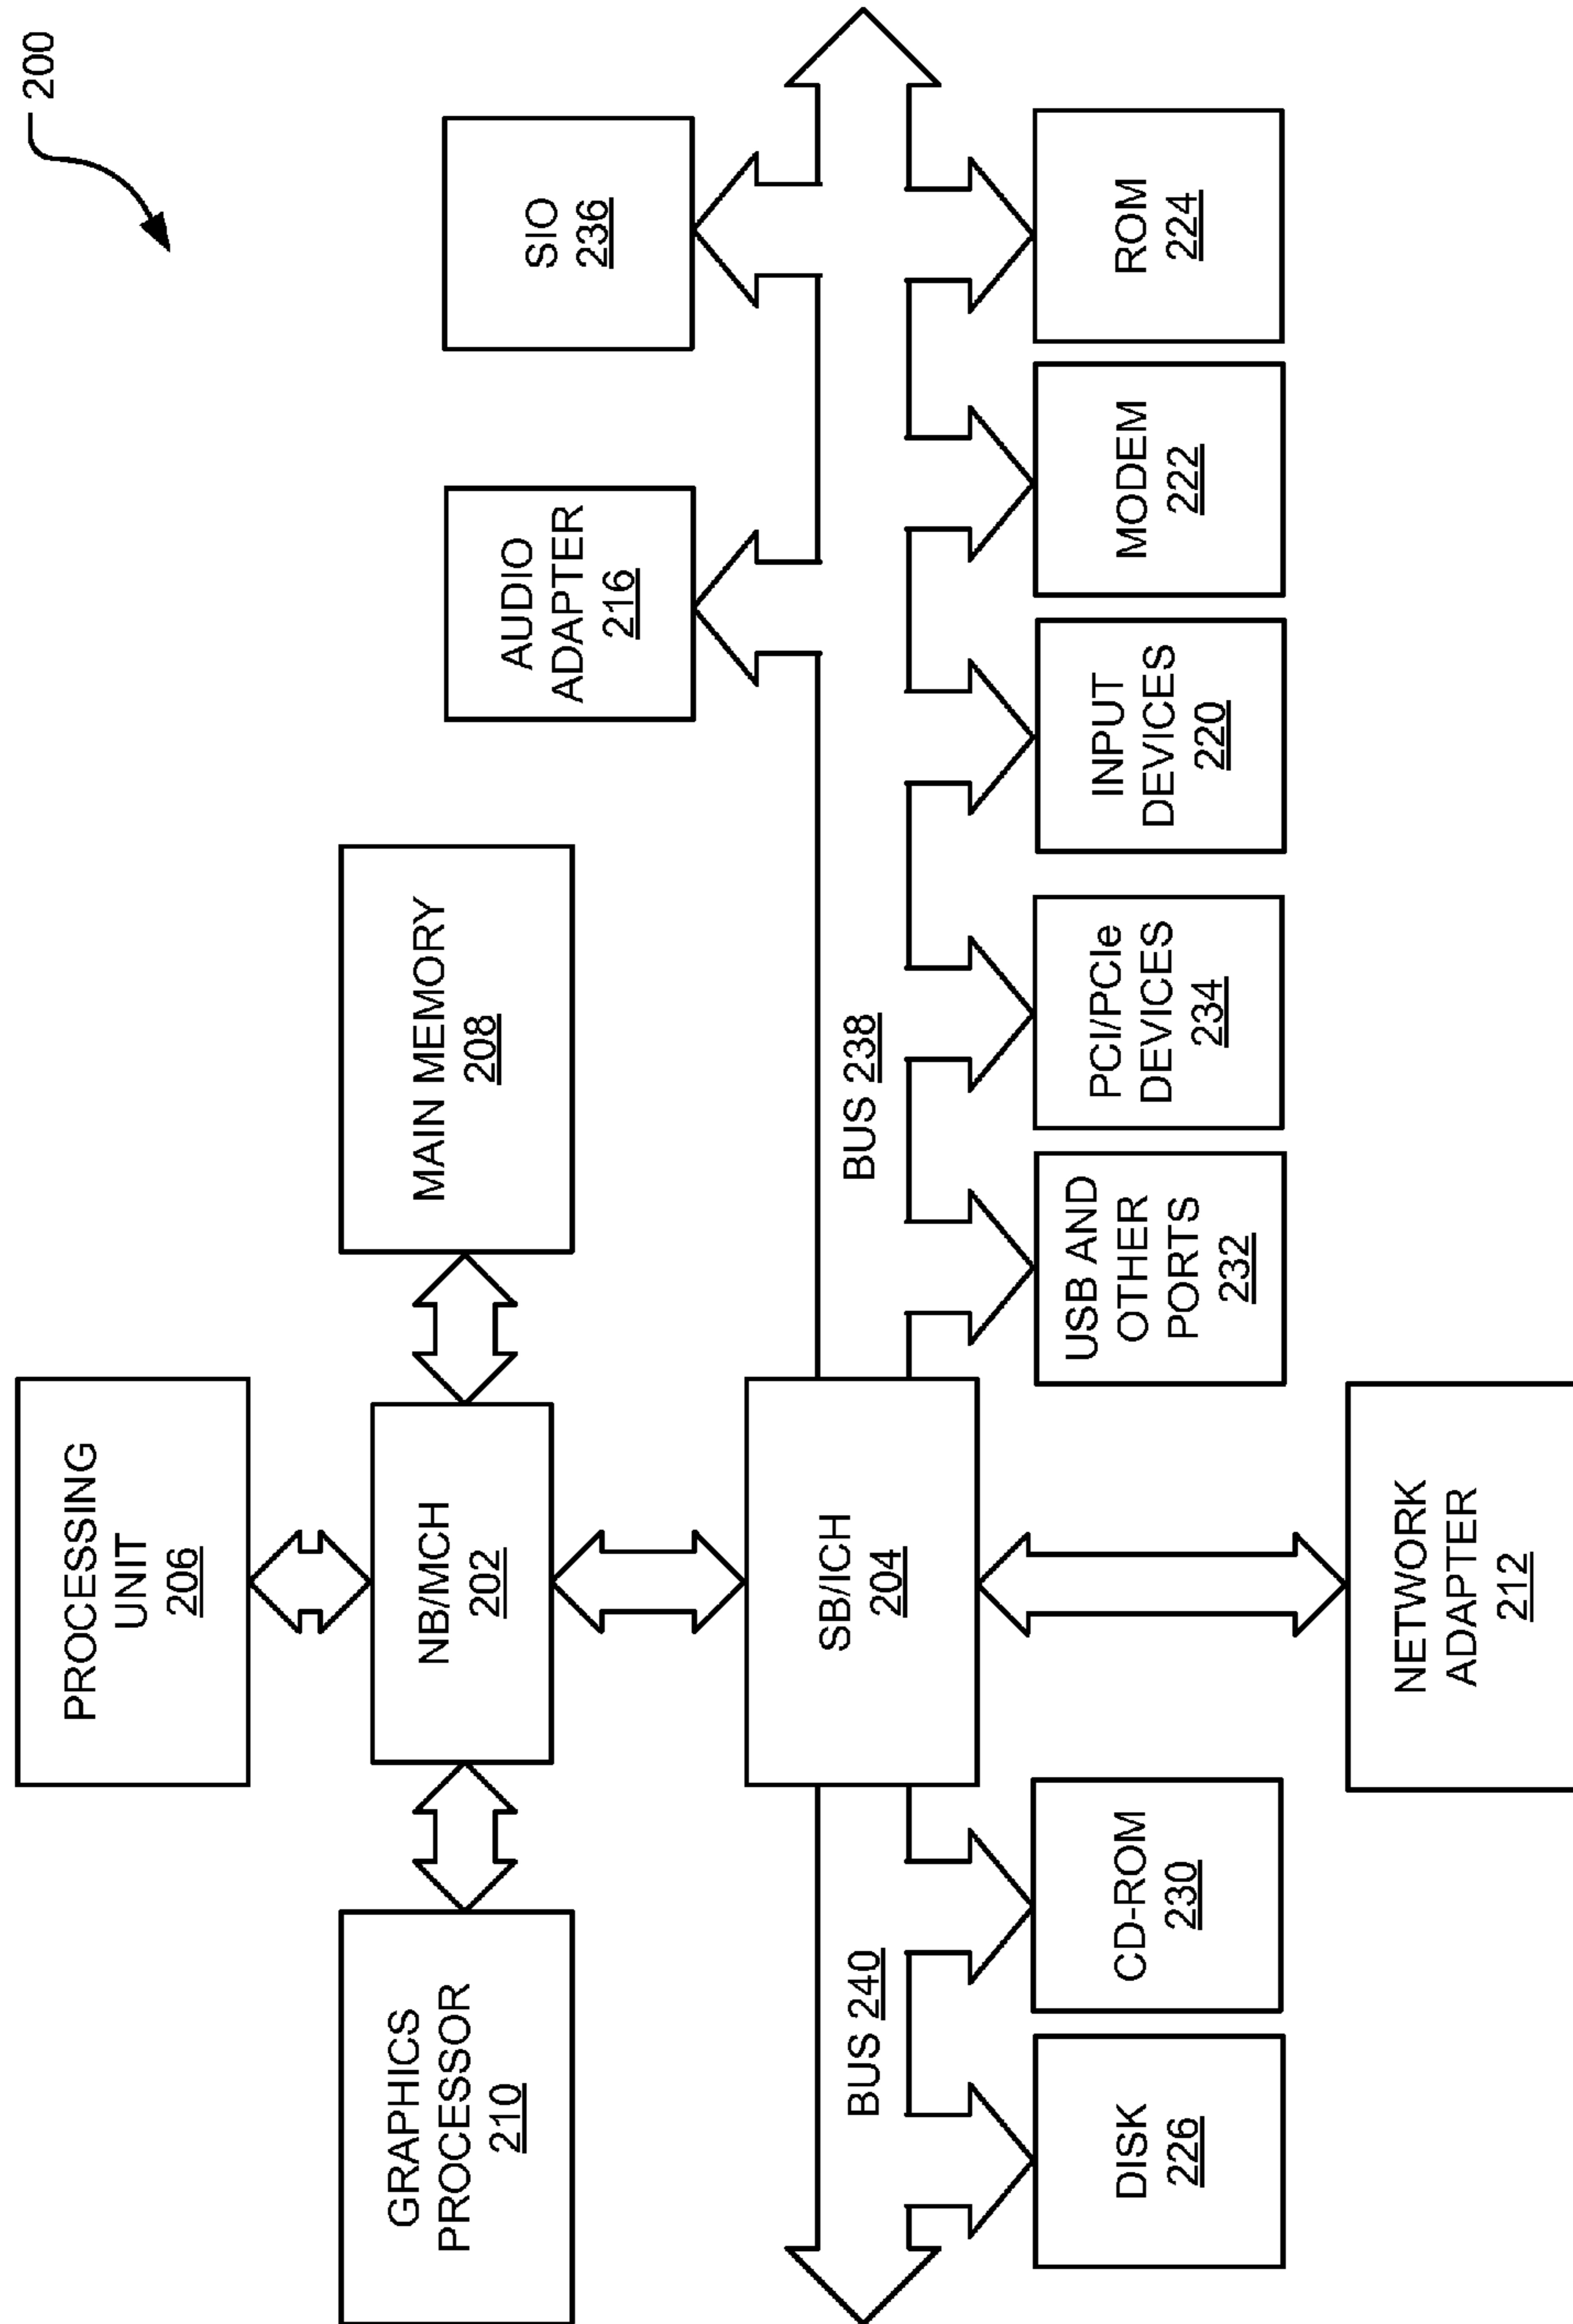 200
PROCESSING
UNIT
206
GRAPHICS
PROCESSOR
210
NB/MCH
202
MAIN MEMORY
208
AUDIO
ADAPTER
216
SIO
236
BUS 240
SB/ICH
204
BUS 238
DISK
226
CD-ROM
230
USB AND
OTHER
PORTS
232
PCI/PCIe
DEVICES
234
INPUT
DEVICES
220
MODEM
222
ROM
224
NETWORK
ADAPTER
212